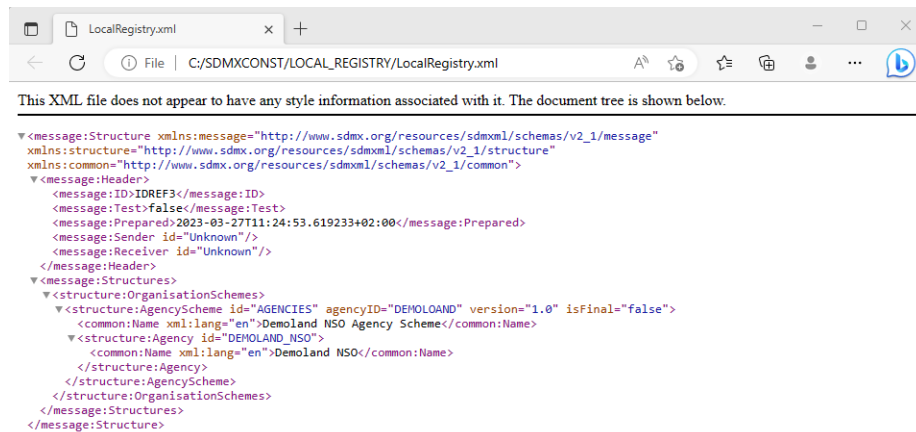 LocalRegistry.xml
File | C:/SDMXCONST/LOCAL_REGISTRY/LocalRegistry.xml
This XML file does not appear to have any style information associated with it. The document tree is shown below.
▼<message:Structure xmlns:message="http://www.sdmx.org/resources/sdmxml/schemas/v2_1/message"
xmlns:structure="http://www.sdmx.org/resources/sdmxml/schemas/v2_1/structure"
xmlns:common="http://www.sdmx.org/resources/sdmxml/schemas/v2_1/common">
▼<message:Header>
<message:ID>IDREF3</message:ID>
<message:Test>false</message:Test>
<message:Prepared>2023-03-27T11:24:53.619233+02:00</message:Prepared>
<message:Sender id="Unknown"/>
<message:Receiver id="Unknown"/>
</message:Header>
▼<message:Structures>
▼<structure:OrganisationSchemes>
▼<structure:AgencyScheme id="AGENCIES" agencyID="DEMOLOAND" version="1.0" isFinal="false">
<common:Name xml:lang="en">Demoland NSO Agency Scheme</common:Name>
▼<structure:Agency id="DEMOLAND_NSO">
<common:Name xml:lang="en">Demoland NSO</common:Name>
</structure:Agency>
</structure:AgencyScheme>
</structure:OrganisationSchemes>
</message:Structures>
</message:Structure>